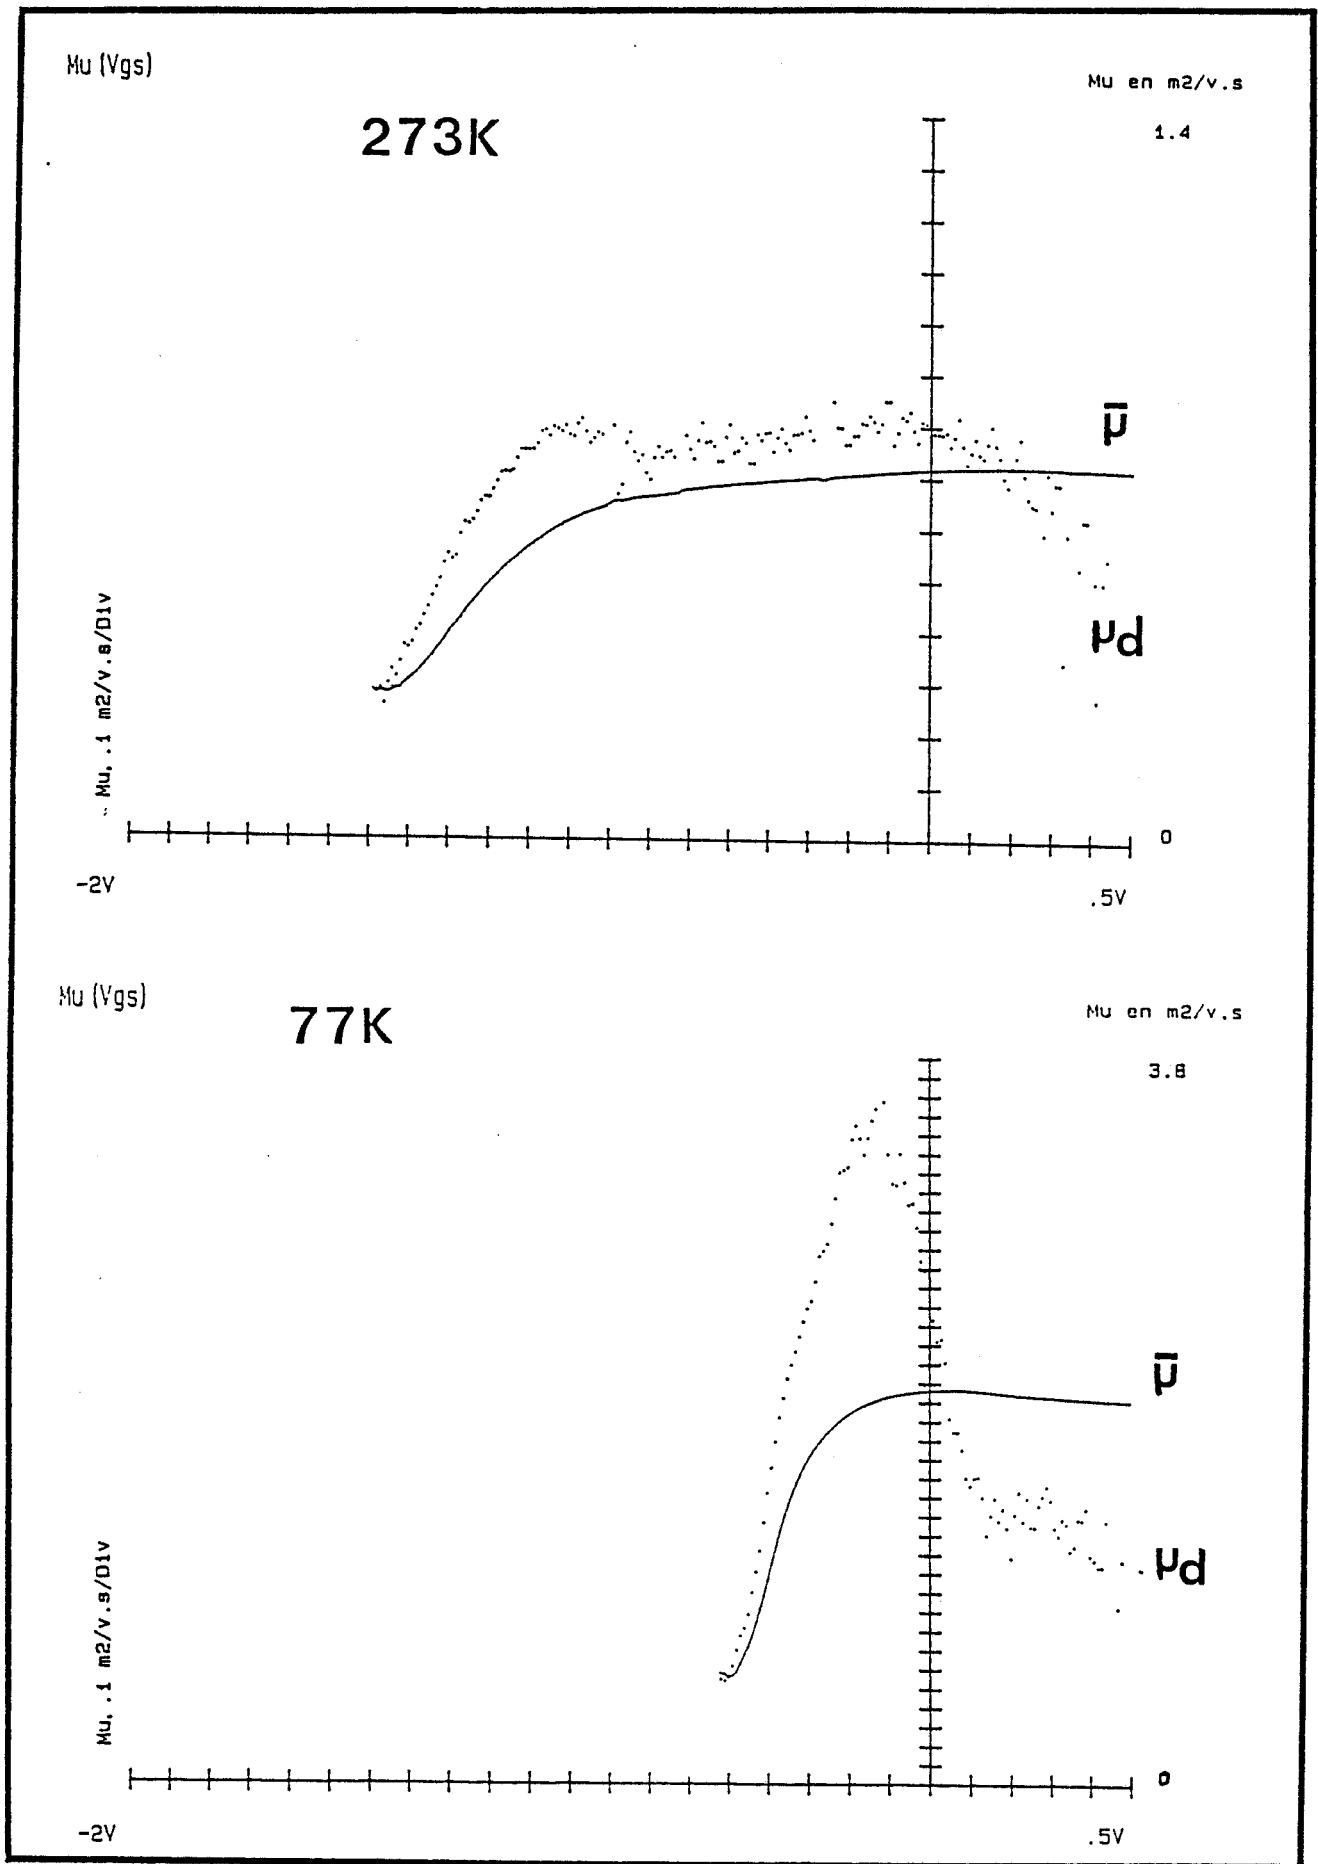 Mu (Vgs)
Mu en m2/v.s
273K
1.4
μ̄
μd
Mu, .1 m2/v.s/Div
0
-2V
.5V
Mu (Vgs)
Mu en m2/v.s
77K
3.8
μ̄
μd
Mu, .1 m2/v.s/Div
0
-2V
.5V